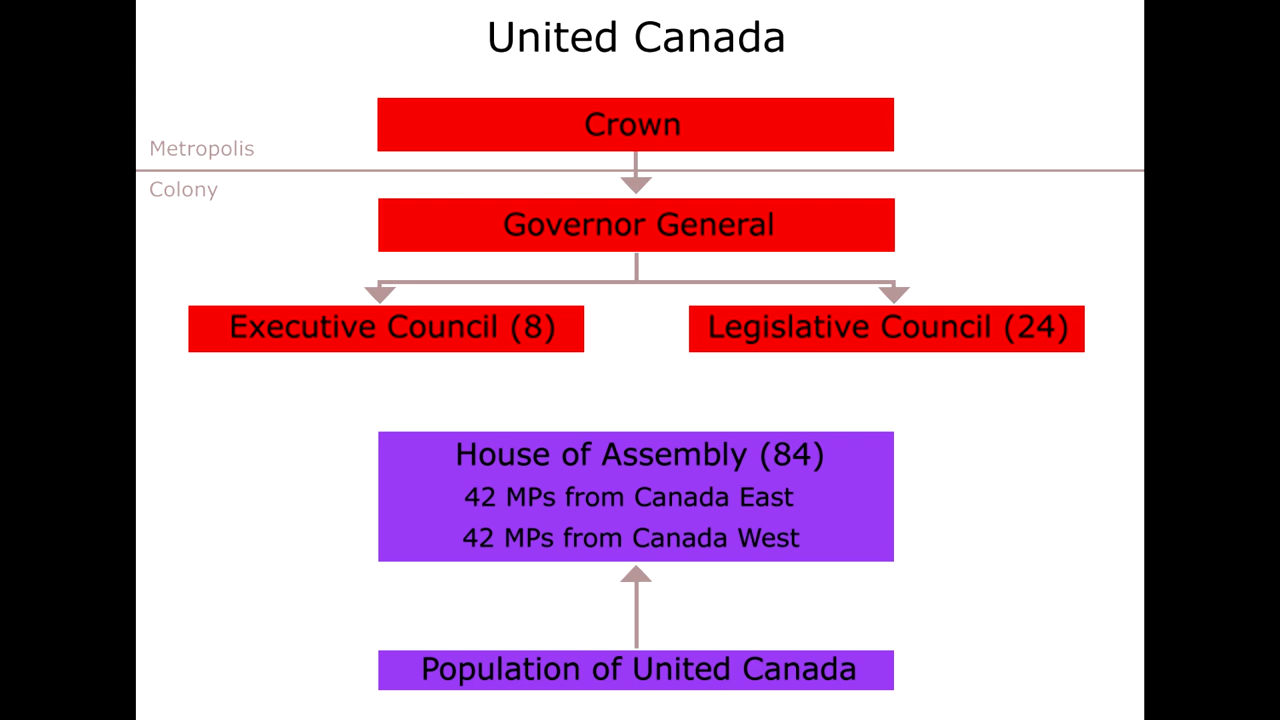 United Canada
Crown
Metropolis
Colony
Governor General
Executive Council (8)
Legislative Council (24)
House of Assembly (84)
42 MPs from Canada East
42 MPs from Canada West
Population of United Canada